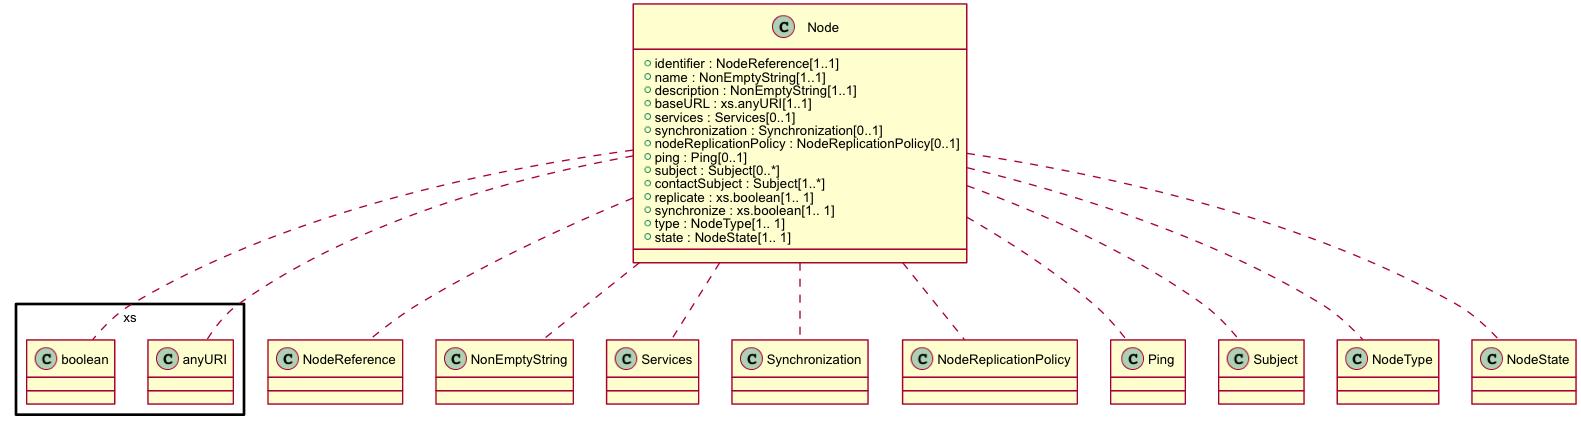 C Node
identifier : NodeReference[1..1]
name : NonEmptyString[1..1]
description : NonEmptyString[1..1]
baseURL : xs.anyURI[1..1]
services : Services[0..1]
synchronization : Synchronization[0..1]
nodeReplicationPolicy : NodeReplicationPolicy[0..1]
ping : Ping[0..1]
subject : Subject[0..*]
contactSubject : Subject[1..*]
replicate : xs.boolean[1.. 1]
synchronize : xs.boolean[1.. 1]
type : NodeType[1.. 1]
state : NodeState[1.. 1]
xs
C boolean
C anyURI
C NodeReference
C NonEmptyString
C Services
C Synchronization
C NodeReplicationPolicy
C Ping
C Subject
C NodeType
C NodeState